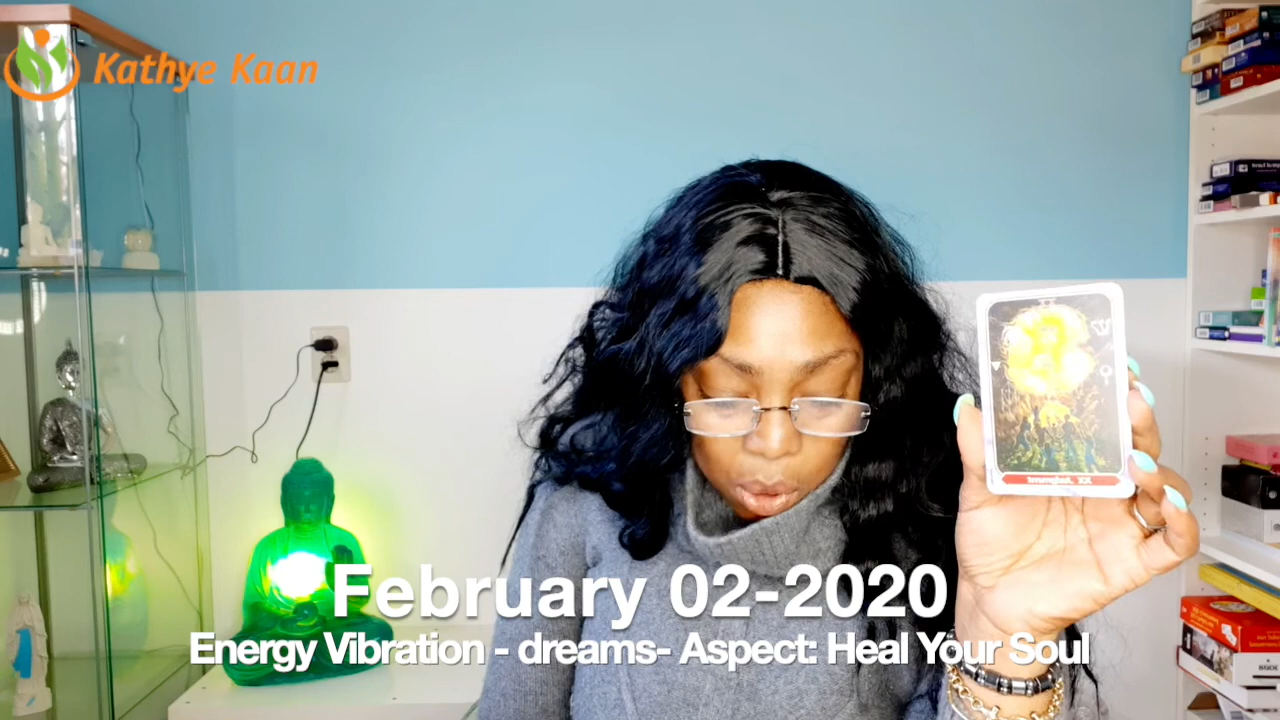 Kathye Kaan
February 02-2020
Energy Vibration - dreams- Aspect: Heal Your Soul